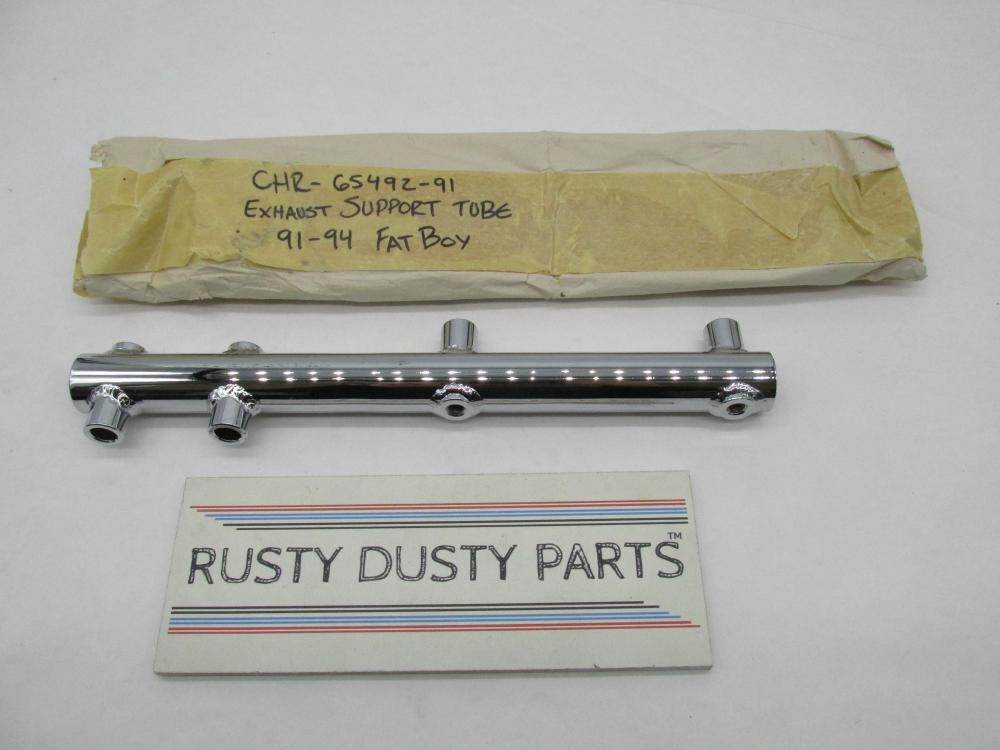 CHR- 65492-91
EXHAUST SUPPORT TUBE
91-94 FAT BOY
RUSTY DUSTY PARTS™